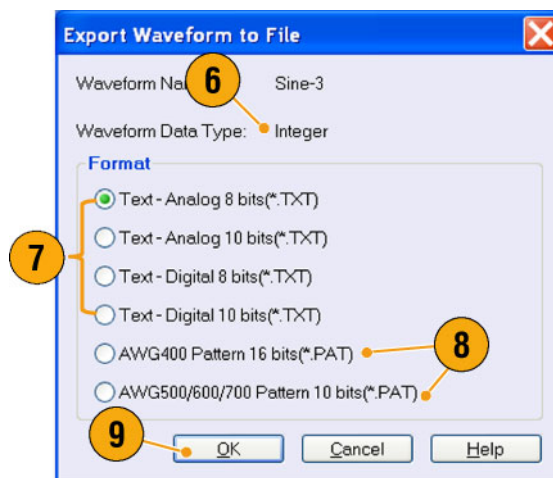 Export Waveform to File
Waveform 6 Sine-3
Waveform Data Type: Integer
Format
Text - Analog 8 bits(*.TXT)
Text - Analog 10 bits(*.TXT)
7
Text - Digital 8 bits(*.TXT)
Text - Digital 10 bits(*.TXT)
AWG400 Pattern 16 bits(*.PAT)
8
AWG500/600/700 Pattern 10 bits(*.PAT)
9
OK Cancel Help